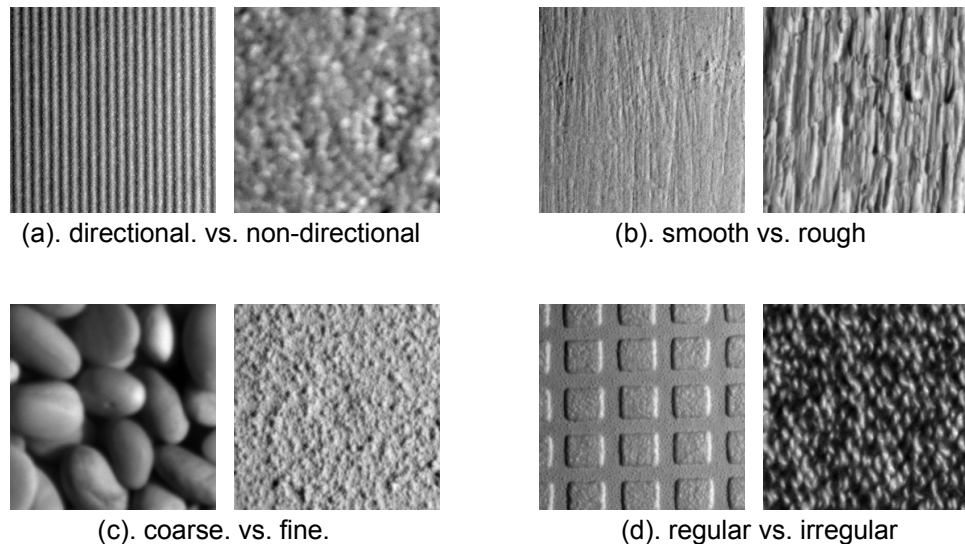 (a). directional. vs. non-directional
(b). smooth vs. rough
(c). coarse. vs. fine.
(d). regular vs. irregular